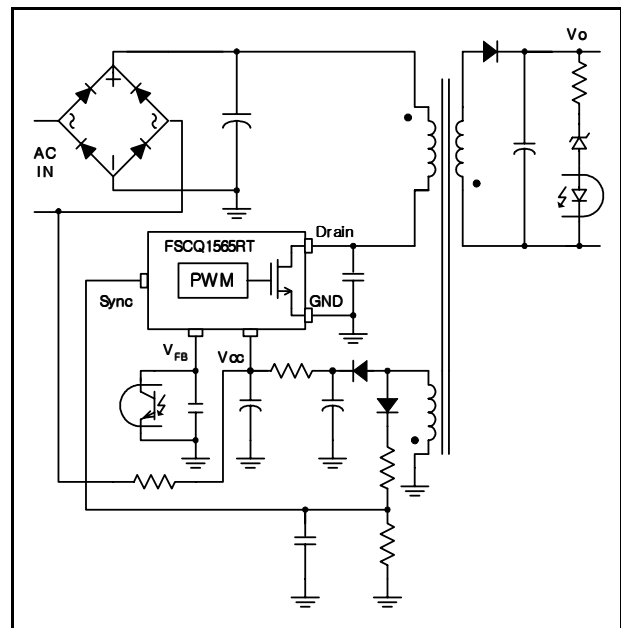 Vo
AC
IN
Drain
FSCQ1565RT
PWM
GND
Sync
VFB
Vcc